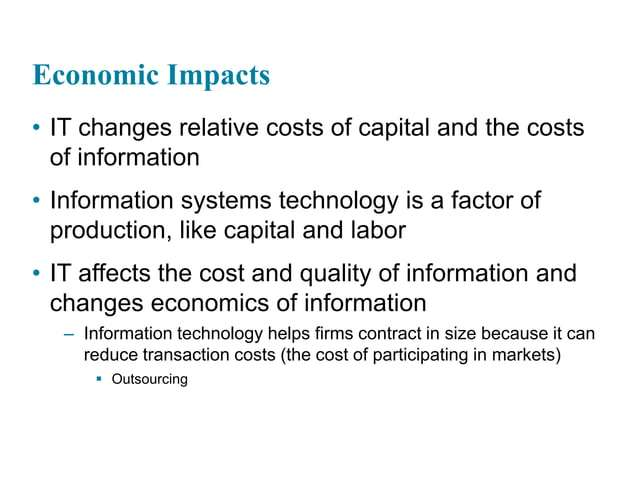 Economic Impacts
• IT changes relative costs of capital and the costs
of information
• Information systems technology is a factor of
production, like capital and labor
• IT affects the cost and quality of information and
changes economics of information
– Information technology helps firms contract in size because it can
reduce transaction costs (the cost of participating in markets)
▪ Outsourcing